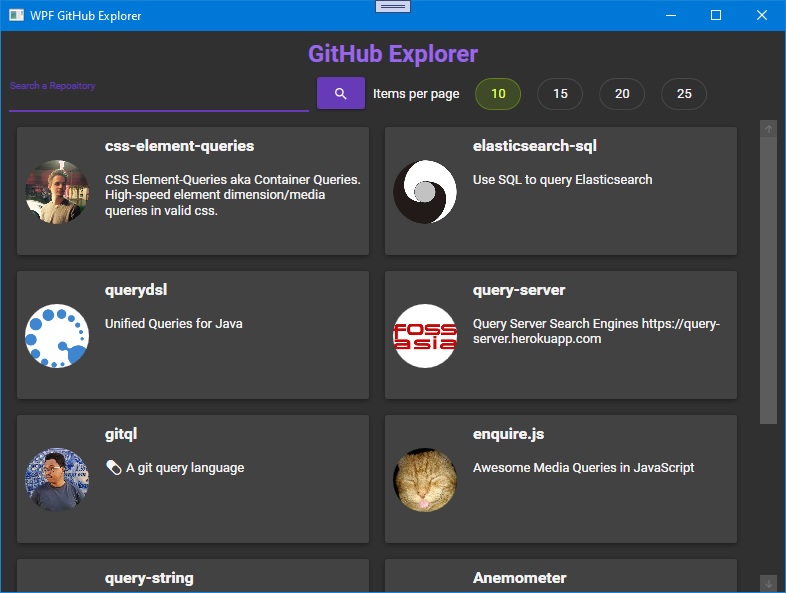 WPF GitHub Explorer
GitHub Explorer
Search a Repository
Items per page
10
15
20
25
css-element-queries
CSS Element-Queries aka Container Queries.
High-speed element dimension/media
queries in valid css.
elasticsearch-sql
Use SQL to query Elasticsearch
querydsl
Unified Queries for Java
query-server
Query Server Search Engines https://query-
server.herokuapp.com
FOSS
asia
gitql
💊 A git query language
enquire.js
Awesome Media Queries in JavaScript
query-string
Anemometer